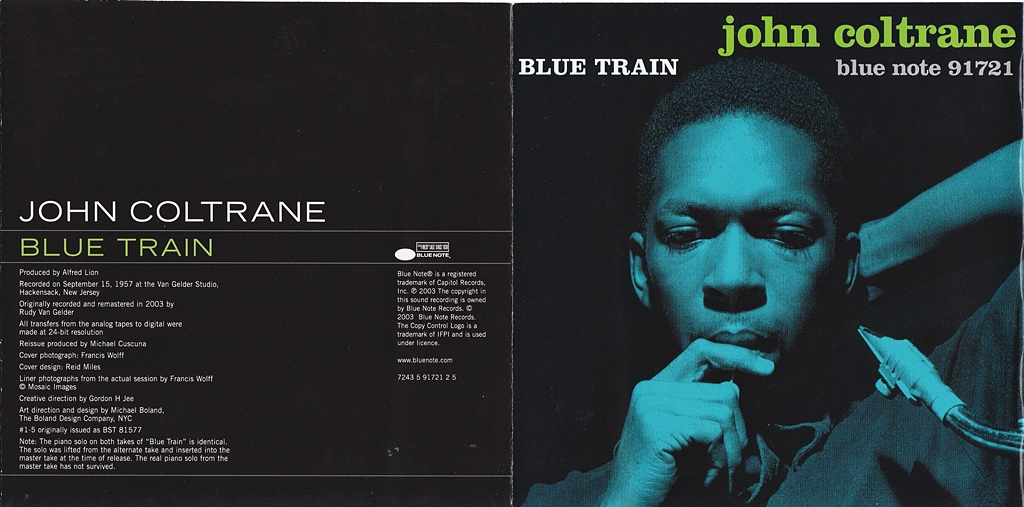 JOHN COLTRANE
BLUE TRAIN
Produced by Alfred Lion
Recorded on September 15, 1957 at the Van Gelder Studio,
Hackensack, New Jersey
Originally recorded and remastered in 2003 by
Rudy Van Gelder
All transfers from the analog tapes to digital were
made at 24-bit resolution
Reissue produced by Michael Cuscuna
Cover photograph: Francis Wolff
Cover design: Reid Miles
Liner photographs from the actual session by Francis Wolff
© Mosaic Images
Creative direction by Gordon H Jee
Art direction and design by Michael Boland,
The Boland Design Company, NYC
#1-5 originally issued as BST 81577
Note: The piano solo on both takes of “Blue Train” is identical.
The solo was lifted from the alternate take and inserted into the
master take at the time of release. The real piano solo from the
master take has not survived.
BLUE NOTE
Blue Note® is a registered
trademark of Capitol Records,
Inc. ℗ 2003 The copyright in
this sound recording is owned
by Blue Note Records. ©
2003 Blue Note Records.
The Copy Control Logo is a
trademark of IFPI and is used
under licence.
www.bluenote.com
7243 5 91721 2 5
john coltrane
BLUE TRAIN
blue note 91721